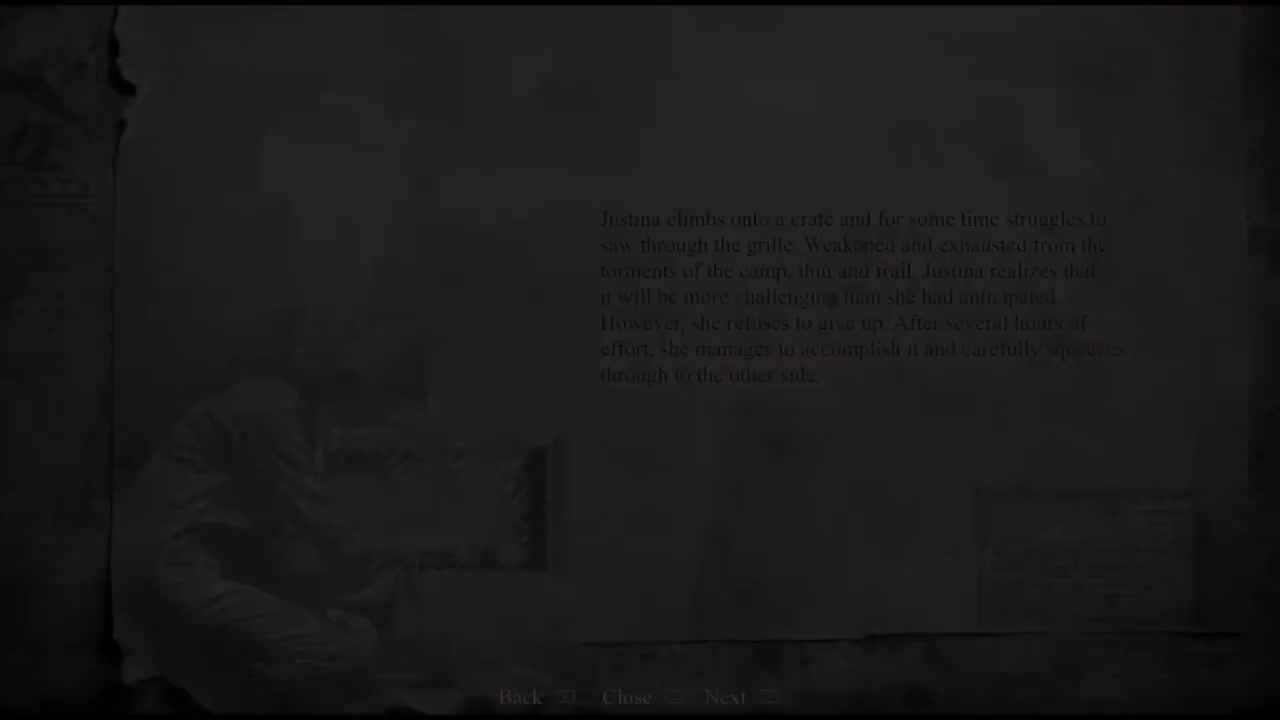 Justina climbs onto a crate and for some time struggles to
saw through the grille. Weakened and exhausted from the
torments of the camp, thin and frail, Justina realizes that
it will be more challenging than she had anticipated.
However, she refuses to give up. After several hours of
effort, she manages to accomplish it and carefully squeezes
through to the other side.
Back Close Next